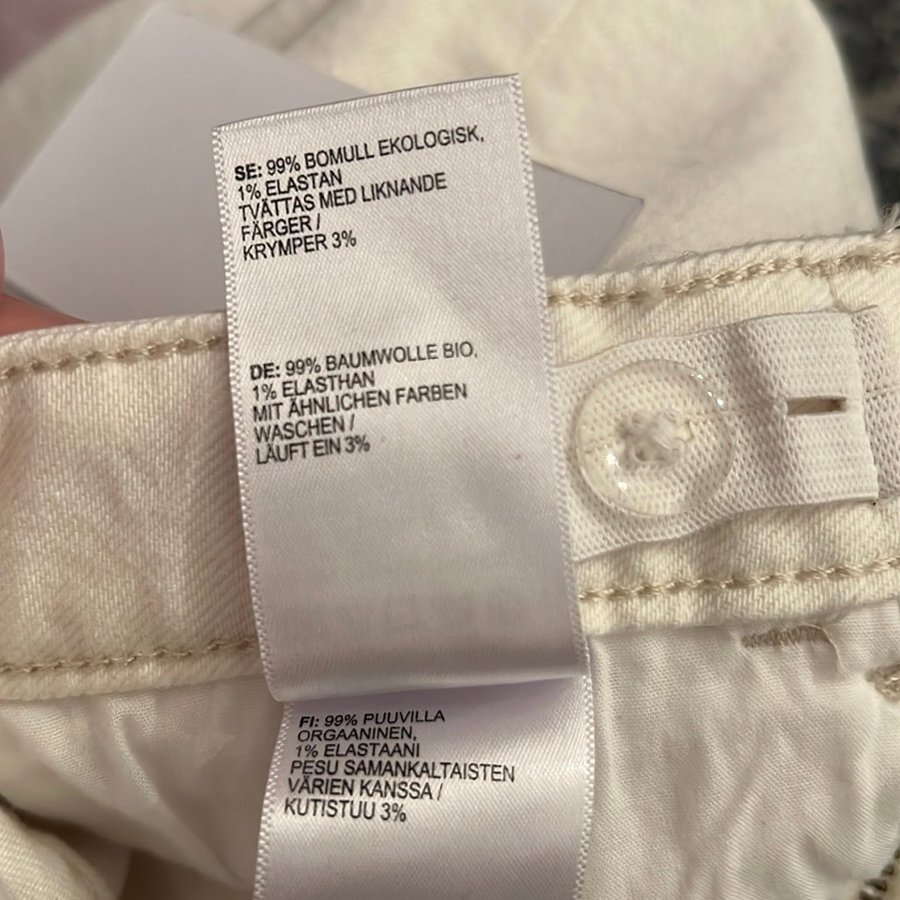 SE: 99% BOMULL EKOLOGISK,
1% ELASTAN
TVÄTTAS MED LIKNANDE
FÄRGER /
KRYMPER 3%
DE: 99% BAUMWOLLE BIO,
1% ELASTHAN
MIT ÄHNLICHEN FARBEN
WASCHEN /
LÄUFT EIN 3%
FI: 99% PUUVILLA
ORGAANINEN,
1% ELASTAANI
PESU SAMANKALTAISTEN
VÄRIEN KANSSA /
KUTISTUU 3%